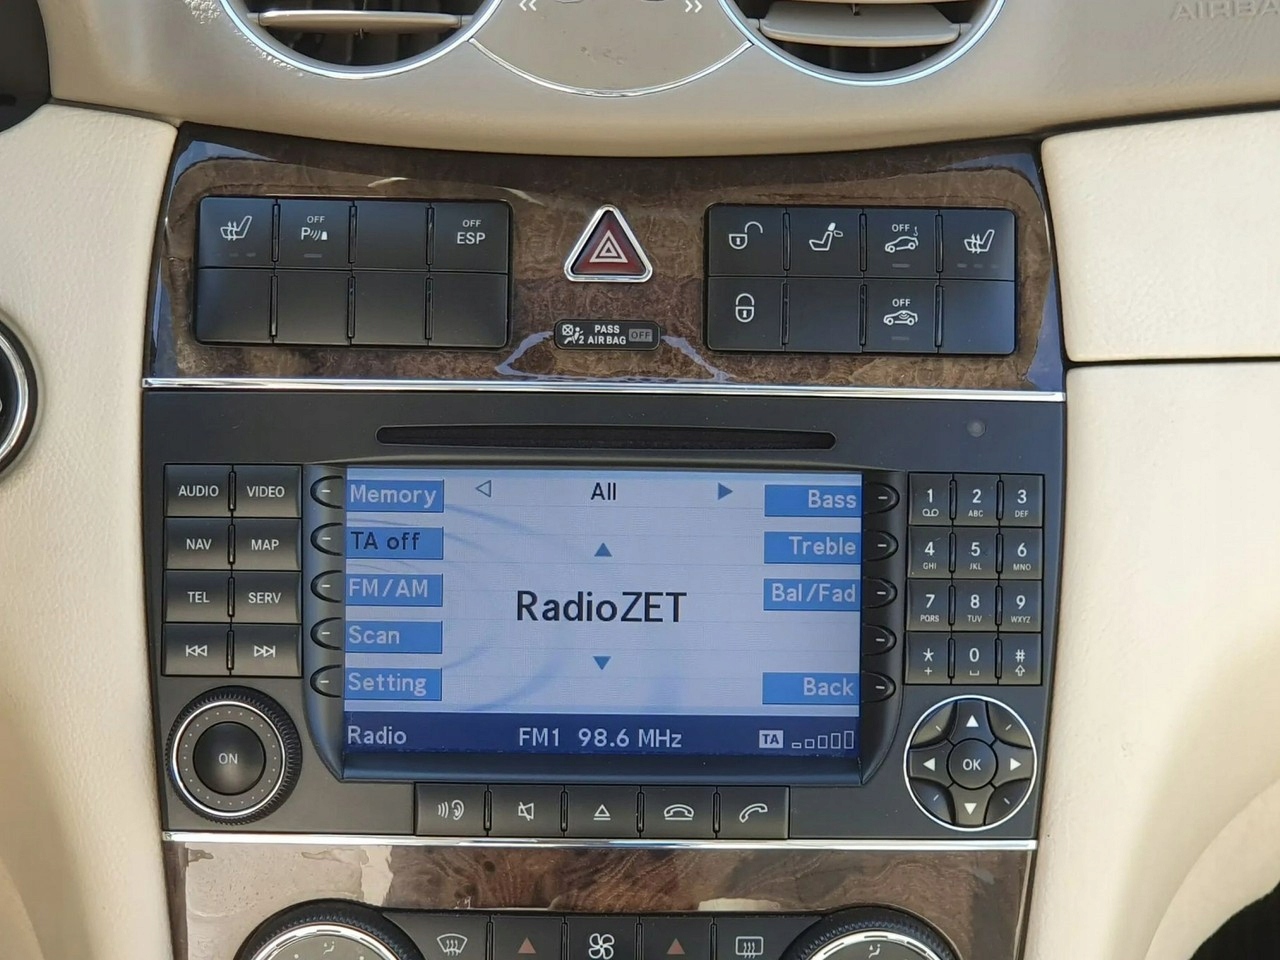 AIRBA
OFF
P
OFF
ESP
OFF
OFF
PASS
2 AIRBAG OFF
AUDIO VIDEO
NAV MAP
TEL SERV
ON
Memory
TA off
FM/AM
Scan
Setting
All
RadioZET
Bass
Treble
Bal/Fad
Back
Radio FM1 98.6 MHz TA
1 2 ABC 3 DEF
4 GHI 5 JKL 6 MNO
7 PQRS 8 TUV 9 WXYZ
* + 0 #
OK